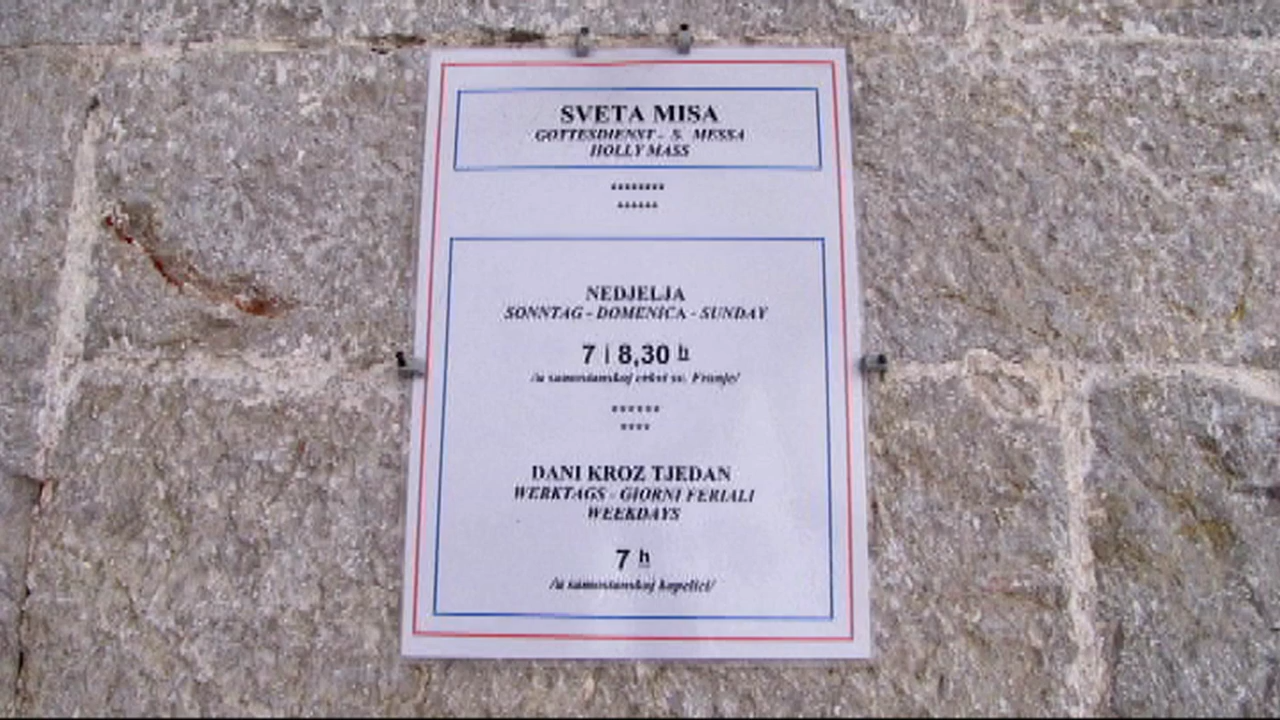 SVETA MISA
GOTTESDIENST - S. MESSA
HOLLY MASS
********
******
NEDJELJA
SONNTAG - DOMENICA - SUNDAY
7 i 8,30 h
/u samostanskoj crkvi sv. Franje/
******
****
DANI KROZ TJEDAN
WERKTAGS - GIORNI FERIALI
WEEKDAYS
7 h
/u samostanskoj kapelici/